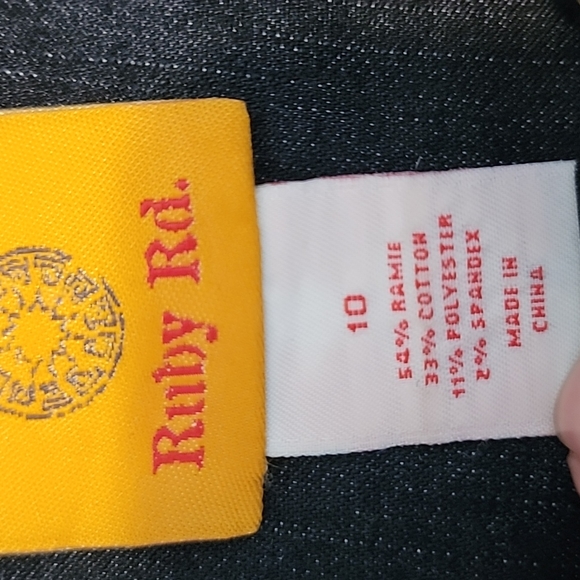 Ruby Rd.
10
54% RAMIE
33% COTTON
11% POLYESTER
2% SPANDEX
MADE IN
CHINA